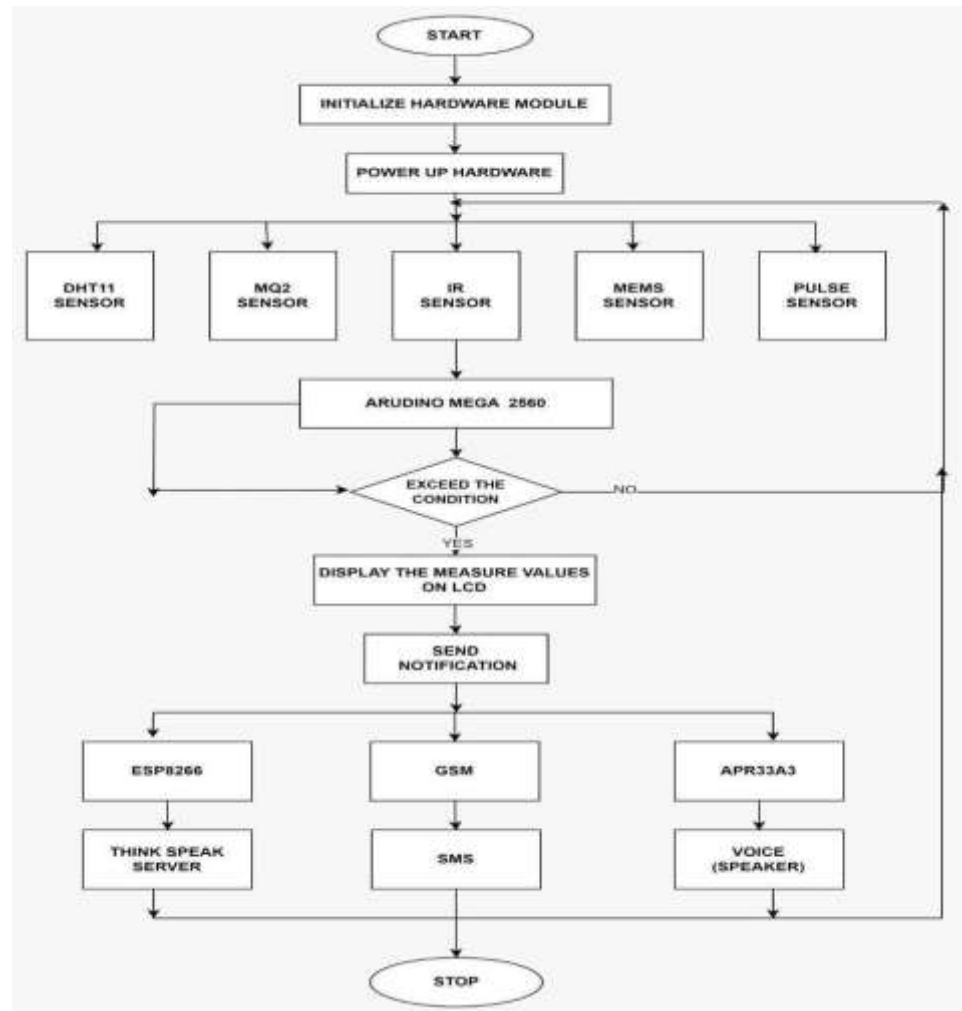 START
INITIALIZE HARDWARE MODULE
POWER UP HARDWARE
DHT11
SENSOR
MQ2
SENSOR
IR
SENSOR
MEMS
SENSOR
PULSE
SENSOR
ARUDINO MEGA 2560
EXCEED THE
CONDITION
NO
YES
DISPLAY THE MEASURE VALUES
ON LCD
SEND
NOTIFICATION
ESP8266
GSM
APR33A3
THINK SPEAK
SERVER
SMS
VOICE
(SPEAKER)
STOP